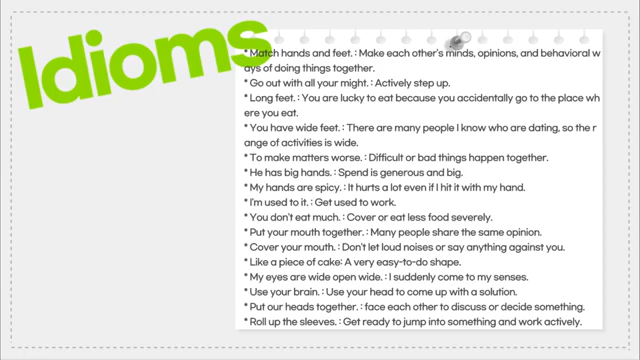 Idioms
* Match hands and feet. : Make each other's minds, opinions, and behavioral w
ays of doing things together.
* Go out with all your might. : Actively step up.
* Long feet. : You are lucky to eat because you accidentally go to the place wh
ere you eat.
* You have wide feet. : There are many people I know who are dating, so the r
ange of activities is wide.
* To make matters worse. : Difficult or bad things happen together.
* He has big hands. : Spend is generous and big.
* My hands are spicy. : It hurts a lot even if I hit it with my hand.
* I'm used to it. : Get used to work.
* You don't eat much. : Cover or eat less food severely.
* Put your mouth together. : Many people share the same opinion.
* Cover your mouth. : Don't let loud noises or say anything against you.
* Like a piece of cake: A very easy-to-do shape.
* My eyes are wide open wide. : I suddenly come to my senses.
* Use your brain. : Use your head to come up with a solution.
* Put our heads together. : face each other to discuss or decide something.
* Roll up the sleeves. : Get ready to jump into something and work actively.